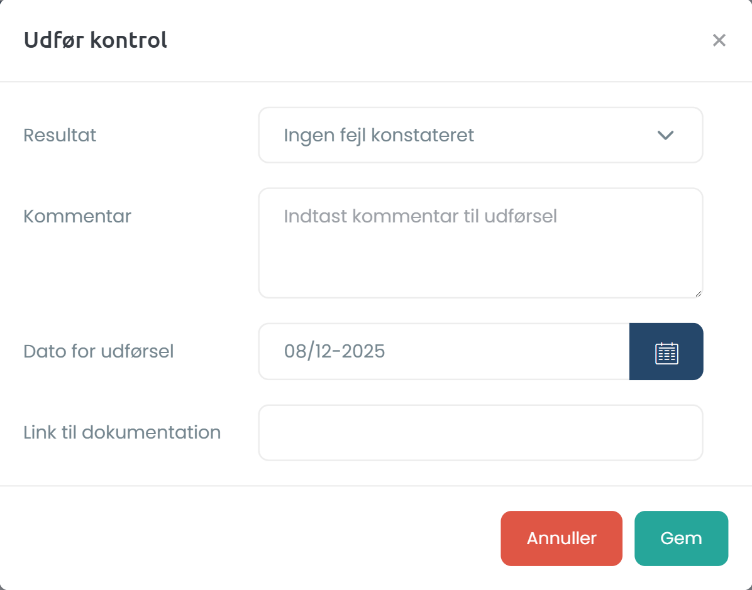 Udfør kontrol
Resultat
Ingen fejl konstateret
Kommentar
Indtast kommentar til udførsel
Dato for udførsel
08/12-2025
Link til dokumentation
Annuller
Gem